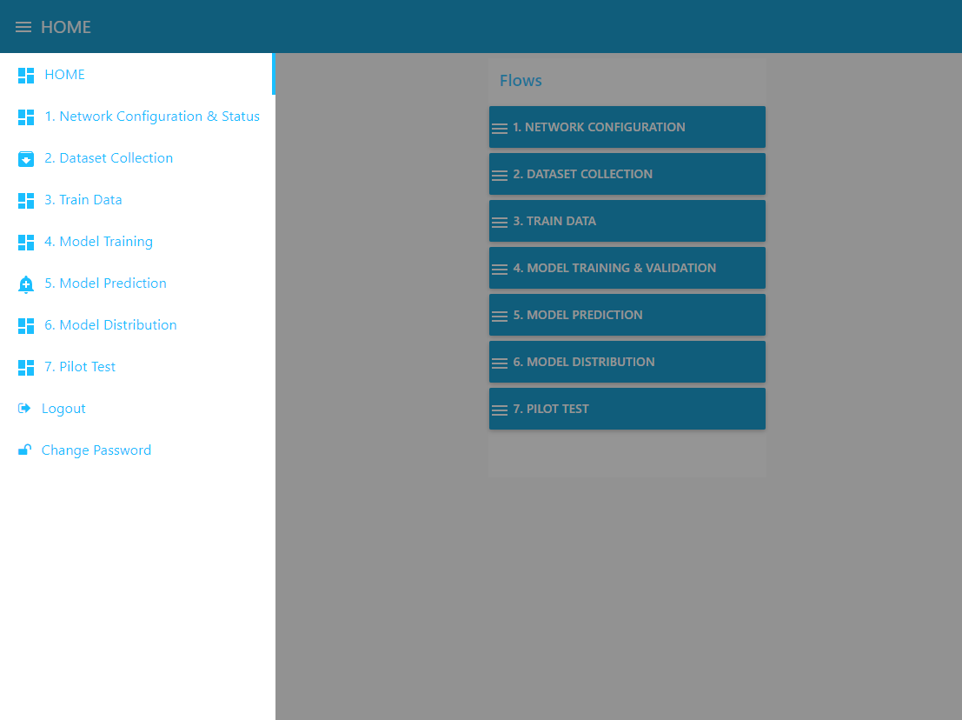 HOME
HOME
1. Network Configuration & Status
2. Dataset Collection
3. Train Data
4. Model Training
5. Model Prediction
6. Model Distribution
7. Pilot Test
Logout
Change Password
Flows
1. NETWORK CONFIGURATION
2. DATASET COLLECTION
3. TRAIN DATA
4. MODEL TRAINING & VALIDATION
5. MODEL PREDICTION
6. MODEL DISTRIBUTION
7. PILOT TEST